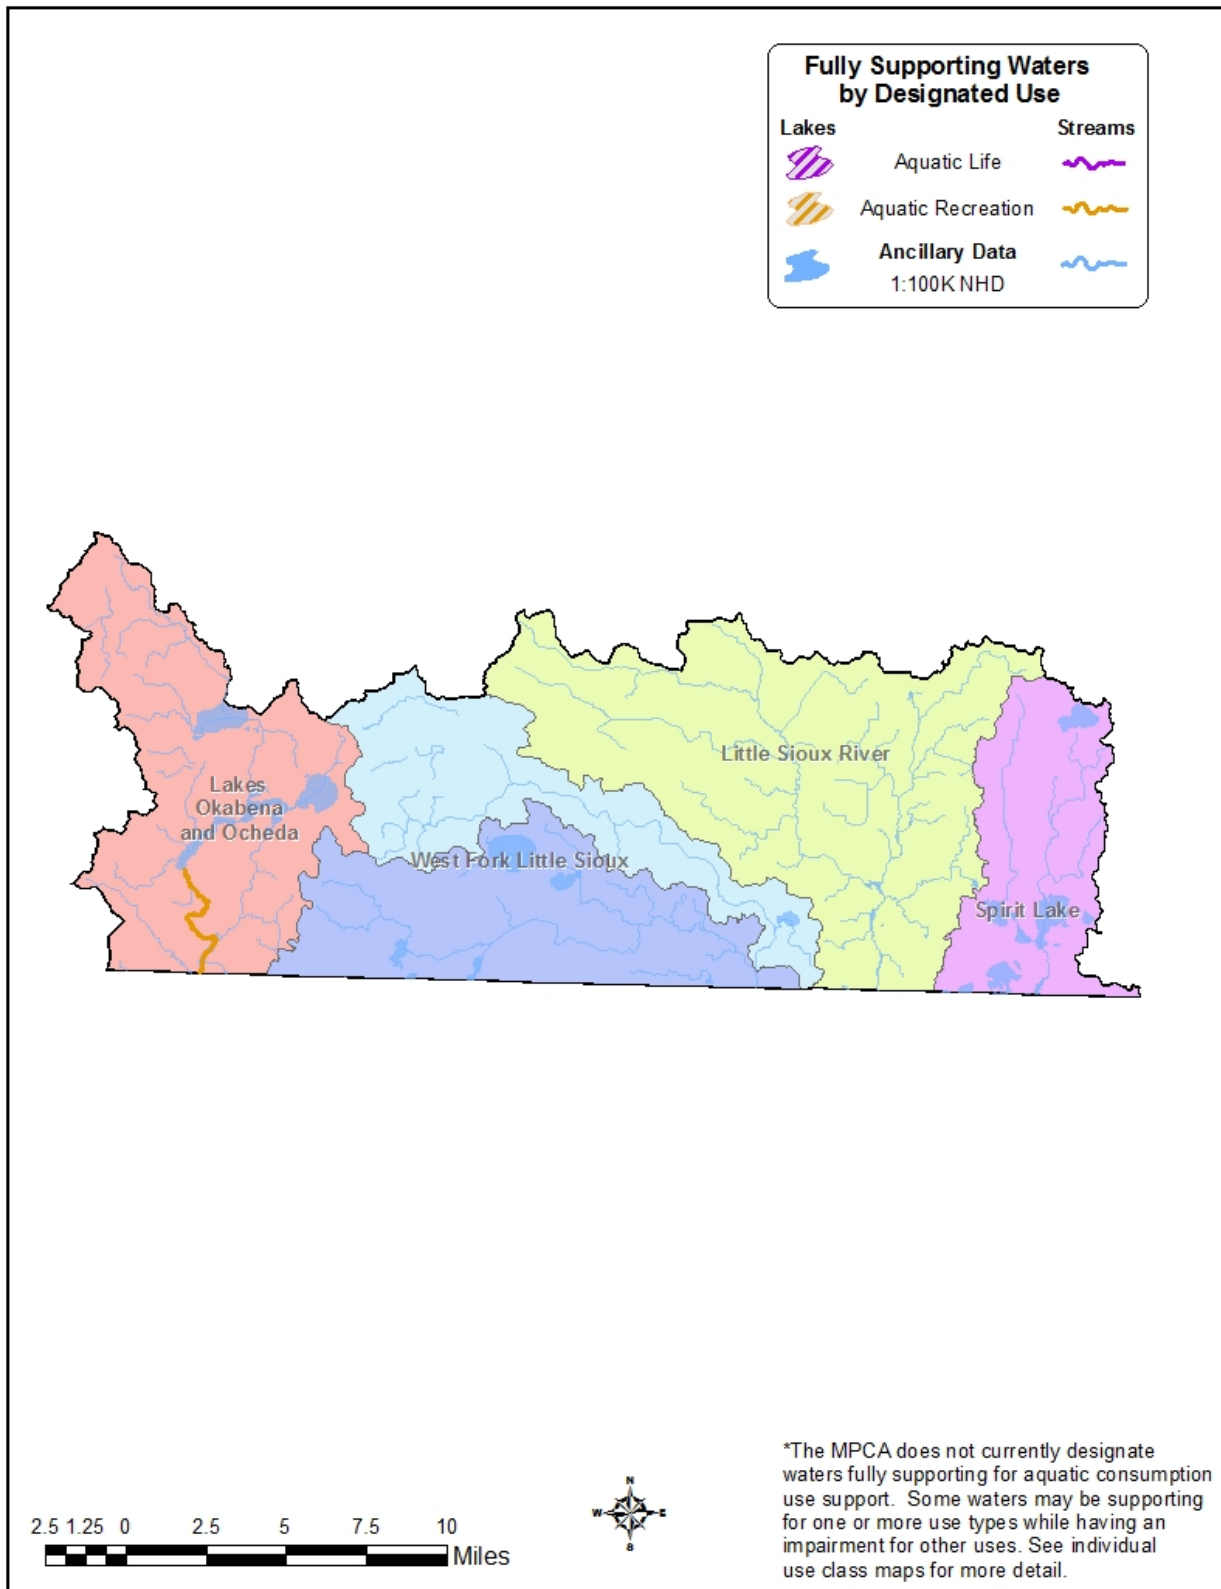 Fully Supporting Waters
by Designated Use
Lakes Streams
Aquatic Life
Aquatic Recreation
Ancillary Data
1:100K NHD
Little Sioux River
Lakes
Okabena
and Ocheda
West Fork Little Sioux
Spirit Lake
*The MPCA does not currently designate
waters fully supporting for aquatic consumption
use support. Some waters may be supporting
for one or more use types while having an
impairment for other uses. See individual
use class maps for more detail.
N
W E
S
2.5 1.25 0 2.5 5 7.5 10
Miles